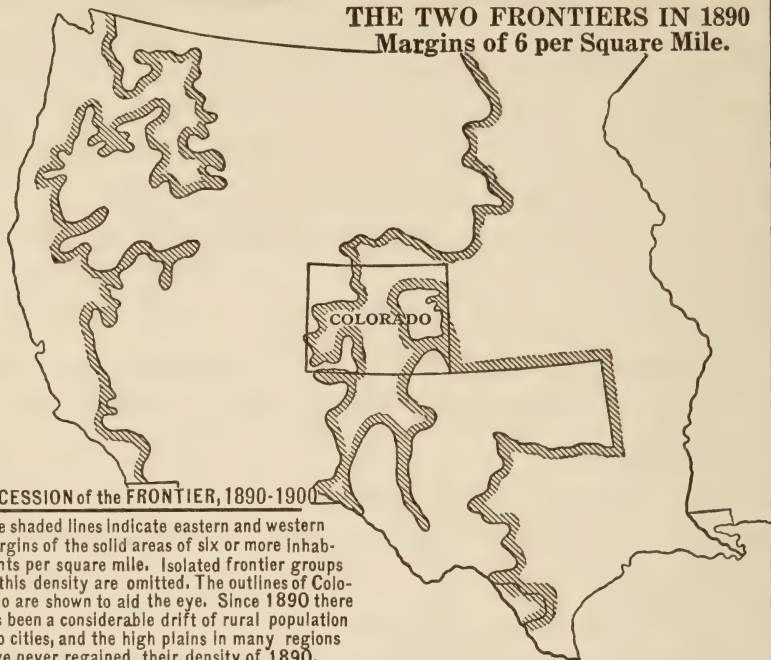 THE TWO FRONTIERS IN 1890
Margins of 6 per Square Mile.
COLORADO
CESSION of the FRONTIER, 1890-1900
e shaded lines indicate eastern and western
rgins of the solid areas of six or more inhab-
nts per square mile. Isolated frontier groups
this density are omitted. The outlines of Colo-
o are shown to aid the eye. Since 1890 there
s been a considerable drift of rural population
o cities, and the high plains in many regions
ve never regained their density of 1890.